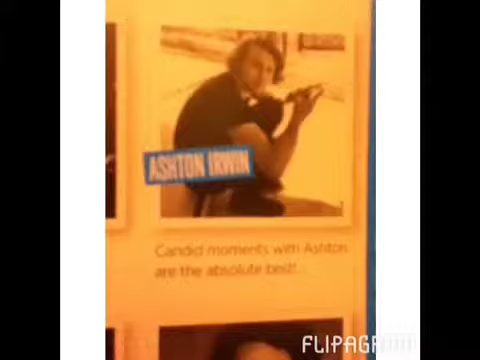 ASHTON IRWIN
Candid moments with Ashton
are the absolute best!
FLIPAGRAM